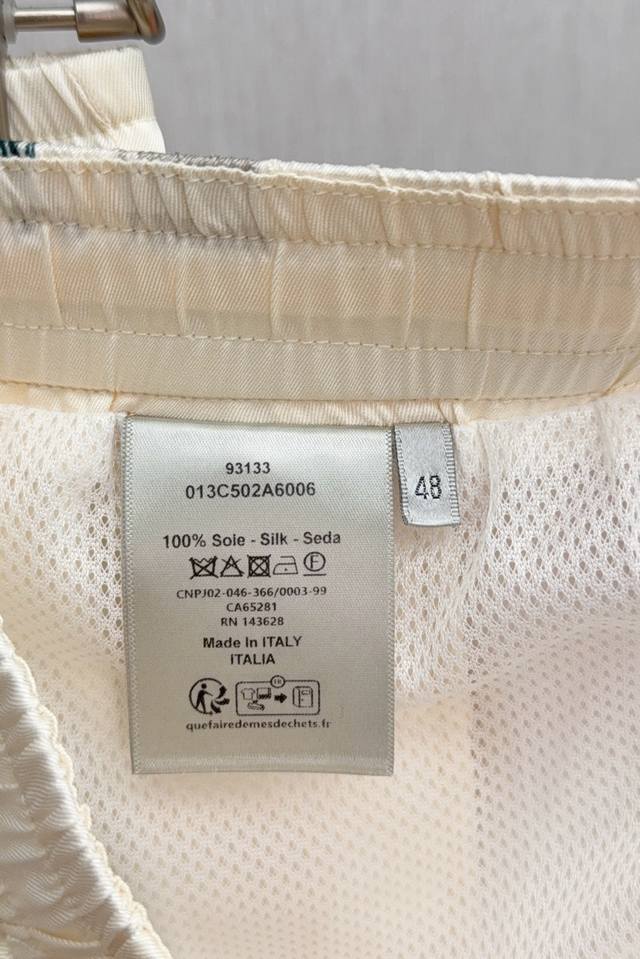 93133
013C502A6006
48
100% Soie - Silk - Seda
F
CNPJ02-046-366/0003-99
CA65281
RN 143628
Made In ITALY
ITALIA
FR
quefairedemesdechets.fr